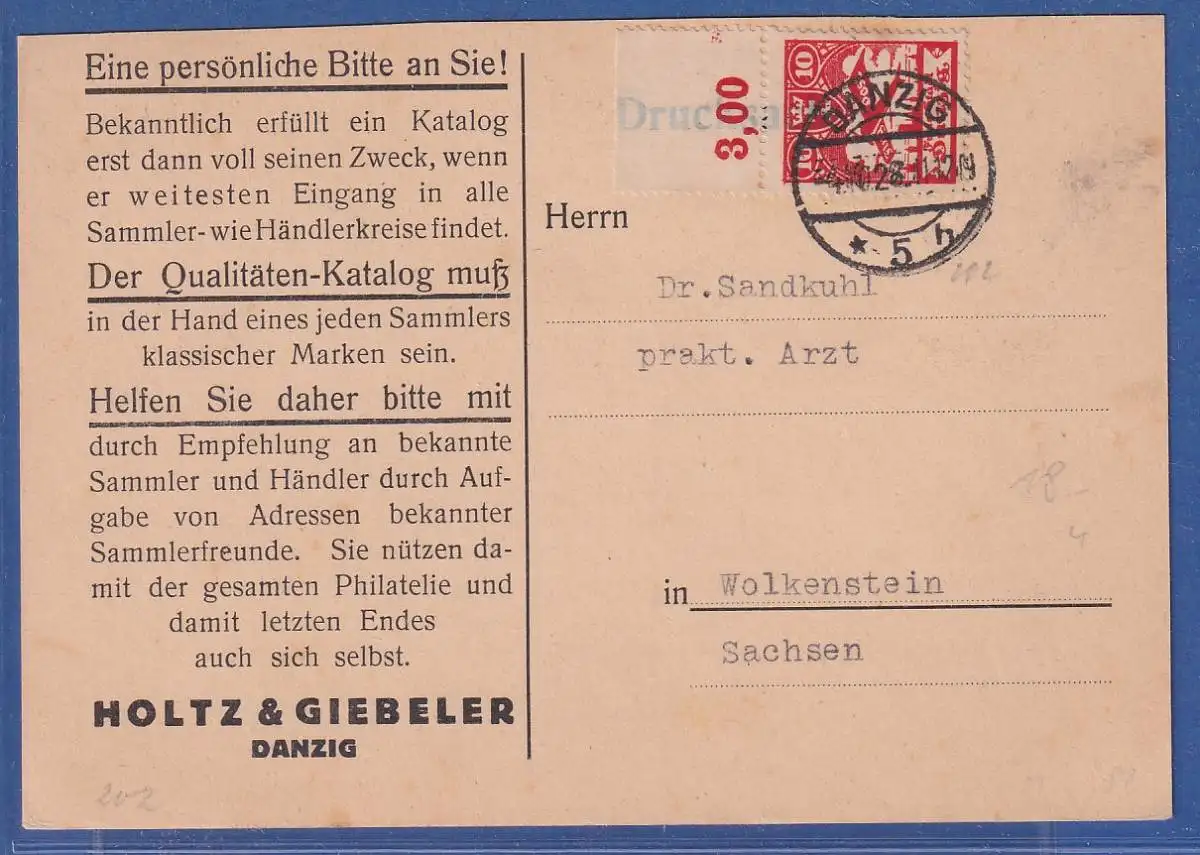 Eine persönliche Bitte an Sie!
Bekanntlich erfüllt ein Katalog
erst dann voll seinen Zweck, wenn
er weitesten Eingang in alle
Sammler- wie Händlerkreise findet.
Der Qualitäten-Katalog muß
in der Hand eines jeden Sammlers
klassischer Marken sein.
Helfen Sie daher bitte mit
durch Empfehlung an bekannte
Sammler und Händler durch Auf-
gabe von Adressen bekannter
Sammlerfreunde. Sie nützen da-
mit der gesamten Philatelie und
damit letzten Endes
auch sich selbst.
HOLTZ & GIEBELER
DANZIG
202
3,00
10
10
DANZIG
* 5 h
Herrn
Dr. Sandkuhl
prakt. Arzt
18
in Wolkenstein
Sachsen